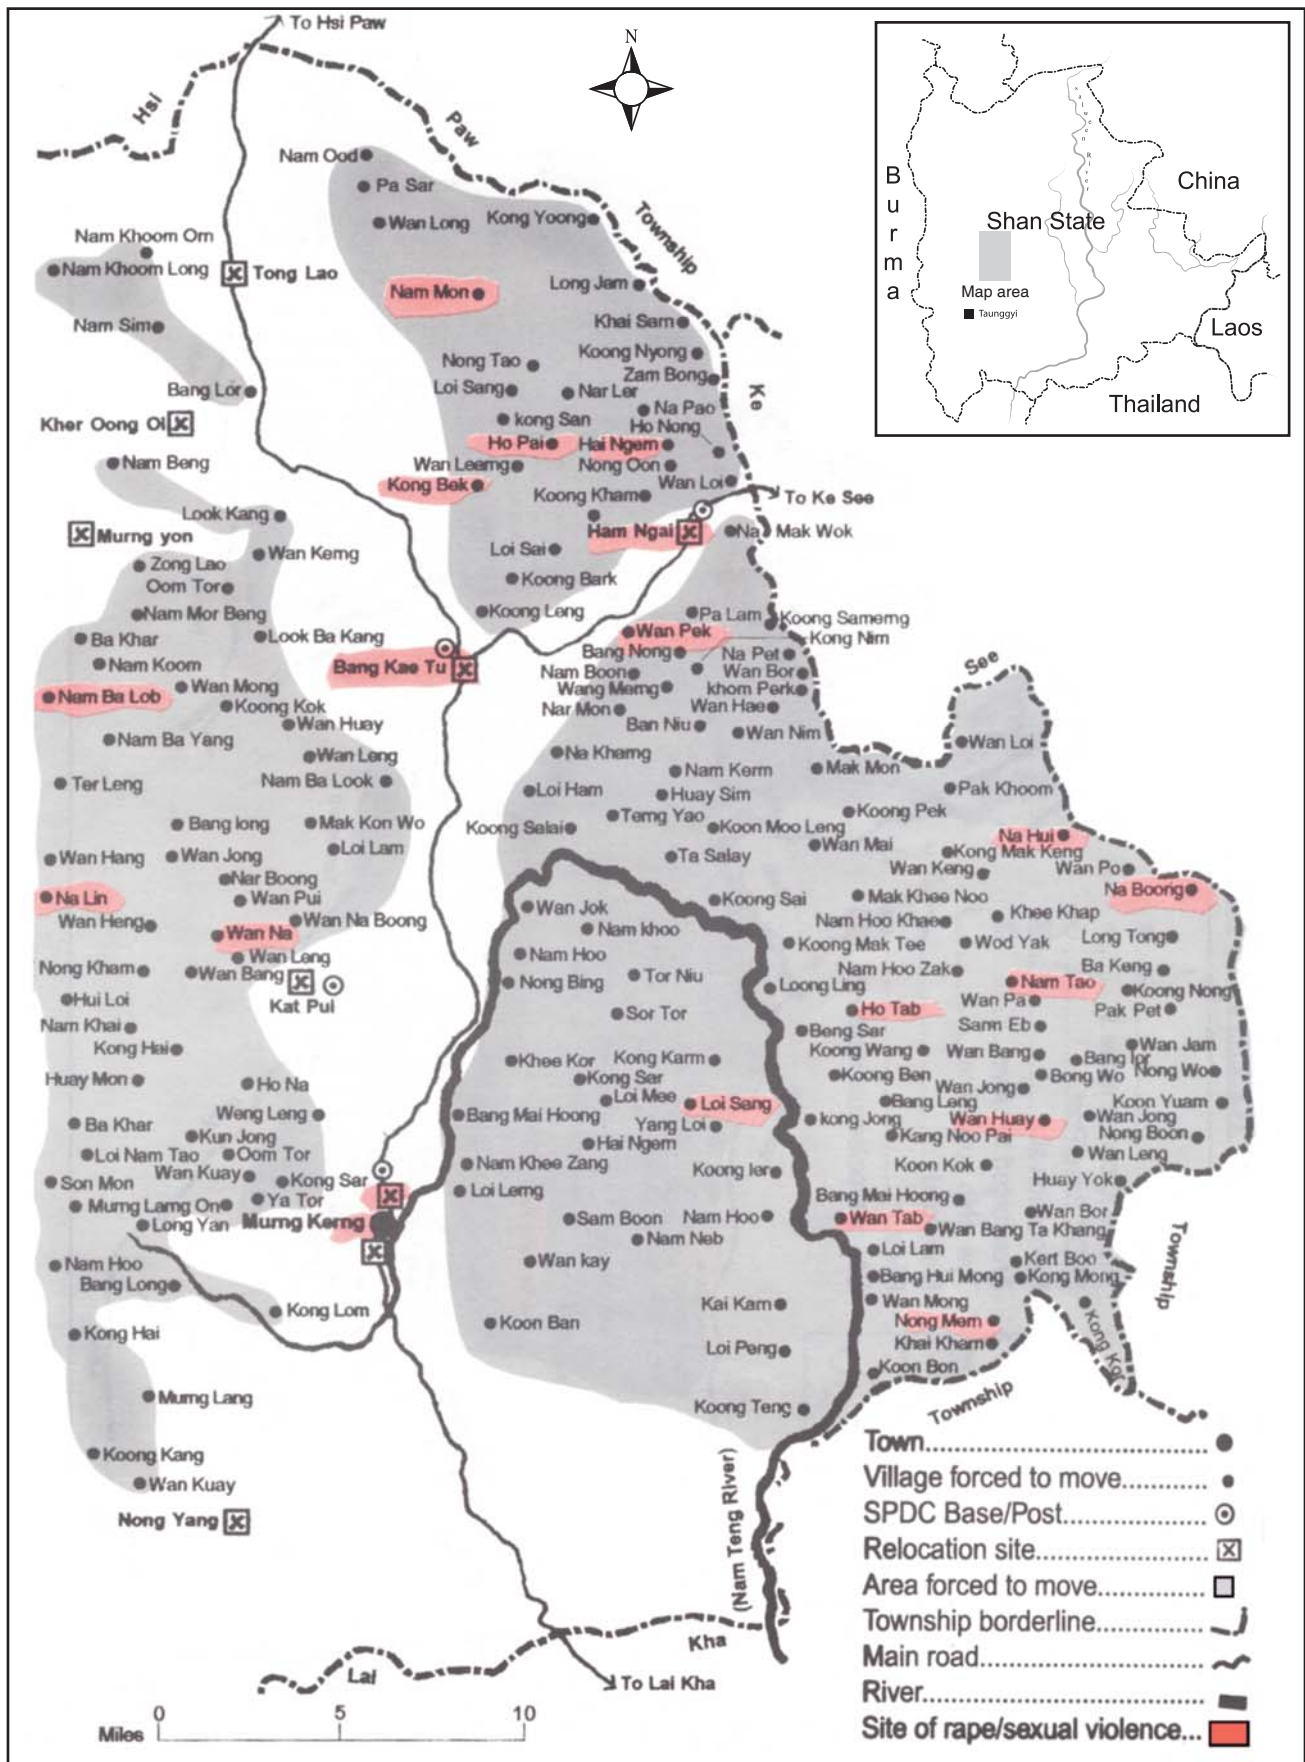 To Hsi Paw
N
Hsi
Paw
Township
Ke
Nam Ood
Pa Sar
Wan Long
Kong Yoong
Nam Khoom Orn
Nam Khoom Long
Tong Lao
Nam Mon
Long Jam
Nam Sim
Khai Sam
Nong Tao
Koong Nyong
Zam Bong
Bang Lor
Loi Sang
Nar Ler
Na Pao
Kher Oong Oi
kong San
Ho Nong
Ho Pai
Hai Ngern
Nam Beng
Wan Leerng
Nong Oon
Kong Bek
Wan Loi
Koong Kham
To Ke See
Look Kang
Murng yon
Ham Ngai
Na Mak Wok
Wan Kerng
Loi Sai
Zong Lao
Koong Bark
Oom Tor
Nam Mor Beng
Koong Leng
Pa Lam
Koong Samerng
Ba Khar
Look Ba Kang
Wan Pek
Kong Nim
Bang Nong
Na Pet
Nam Koom
Bang Kae Tu
Nam Boon
Wan Bor
Nam Ba Lob
Wan Mong
Wang Merng
khom Perk
Koong Kok
Nar Mon
Wan Hae
See
Wan Huay
Ban Niu
Wan Nim
Nam Ba Yang
Wan Loi
Wan Leng
Na Kharng
Nam Kerm
Mak Mon
Ter Leng
Nam Ba Look
Loi Ham
Huay Sim
Pak Khoom
Bang long
Mak Kon Wo
Terng Yao
Koong Pek
Koong Salai
Koon Moo Leng
Na Hui
Wan Hang
Wan Jong
Loi Lam
Ta Salay
Wan Mai
Kong Mak Keng
Wan Keng
Wan Po
Nar Boong
Na Boong
Na Lin
Wan Pui
Wan Jok
Koong Sai
Mak Khee Noo
Wan Heng
Wan Na Boong
Nam khoo
Nam Hoo Khae
Khee Khap
Wan Na
Koong Mak Tee
Wod Yak
Long Tong
Wan Leng
Nam Hoo
Nong Kham
Wan Bang
Tor Niu
Nam Hoo Zak
Ba Keng
Nong Bing
Loong Ling
Nam Tao
Koong Nong
Hui Loi
Kat Pui
Sor Tor
Ho Tab
Wan Pa
Pak Pet
Nam Khai
Beng Sar
Sarm Eb
Kong Hai
Khee Kor
Kong Karm
Koong Wang
Wan Bang
Wan Jam
Bang lor
Huay Mon
Ho Na
Kong Sar
Koong Ben
Wan Jong
Bong Wo
Nong Wo
Loi Mee
Loi Sang
Bang Leng
Koon Yuam
Weng Leng
Bang Mai Hoong
Yang Loi
kong Jong
Wan Huay
Wan Jong
Ba Khar
Kun Jong
Hai Ngern
Kang Noo Pai
Nong Boon
Loi Nam Tao
Oom Tor
Nam Khee Zang
Koong ler
Koon Kok
Wan Leng
Son Mon
Wan Kuay
Kong Sar
Loi Lerng
Huay Yok
Murng Larng On
Ya Tor
Bang Mai Hoong
Long Yan
Murng Kerng
Sam Boon
Nam Hoo
Wan Tab
Wan Bor
Wan Bang Ta Khang
Nam Neb
Loi Lam
Nam Hoo
Wan kay
Kert Boo
Bang Long
Bang Hui Mong
Kong Mong
Township
Kong Lom
Kai Kam
Wan Mong
Kong Kor
Koon Ban
Nong Mern
Kong Hai
Loi Peng
Khai Kham
Koon Bon
Murng Lang
Koong Teng
Township
Koong Kang
Wan Kuay
Nong Yang
(Nam Teng River)
Kha
Lai
To Lai Kha
0 5 10
Miles
Town
Village forced to move
SPDC Base/Post
Relocation site
Area forced to move
Township borderline
Main road
River
Site of rape/sexual violence...
Burma
Salween River
China
Shan State
Map area
Taunggyi
Laos
Thailand